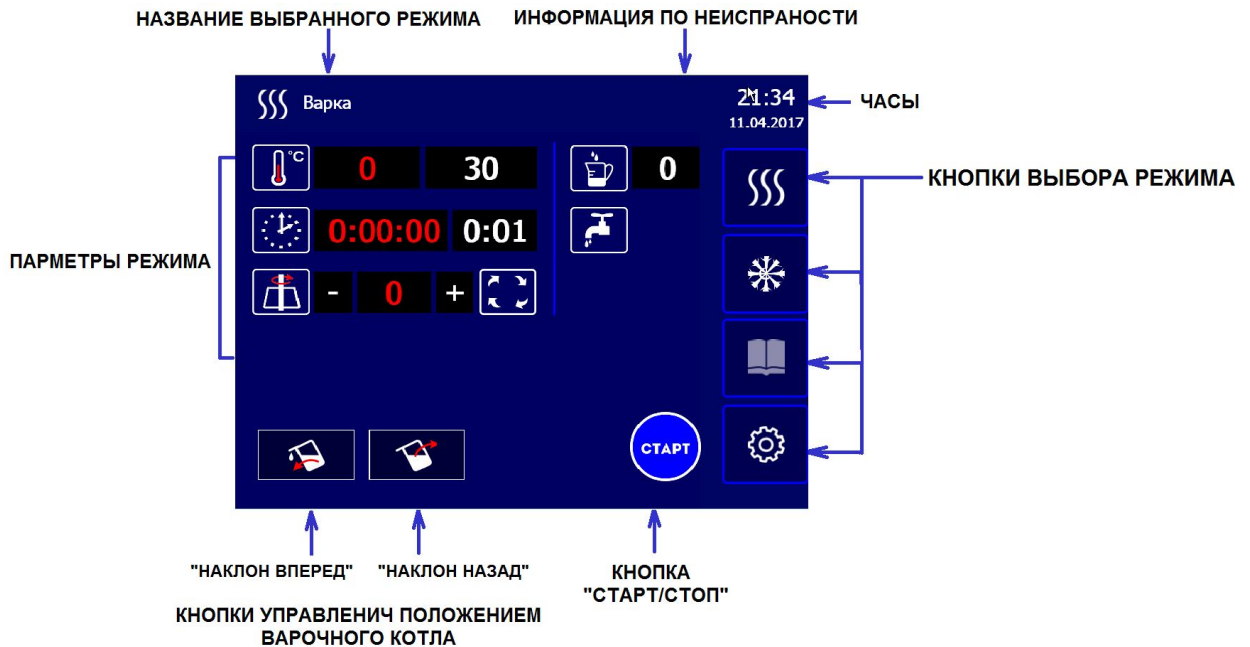 НАЗВАНИЕ ВЫБРАННОГО РЕЖИМА
ИНФОРМАЦИЯ ПО НЕИСПРАНОСТИ
Варка
21:34
11.04.2017
ЧАСЫ
°C
0
30
0
КНОПКИ ВЫБОРА РЕЖИМА
0:00:00
0:01
ПАРМЕТРЫ РЕЖИМА
-
0
+
СТАРТ
"НАКЛОН ВПЕРЕД"
"НАКЛОН НАЗАД"
КНОПКА
"СТАРТ/СТОП"
КНОПКИ УПРАВЛЕНИЧ ПОЛОЖЕНИЕМ
ВАРОЧНОГО КОТЛА